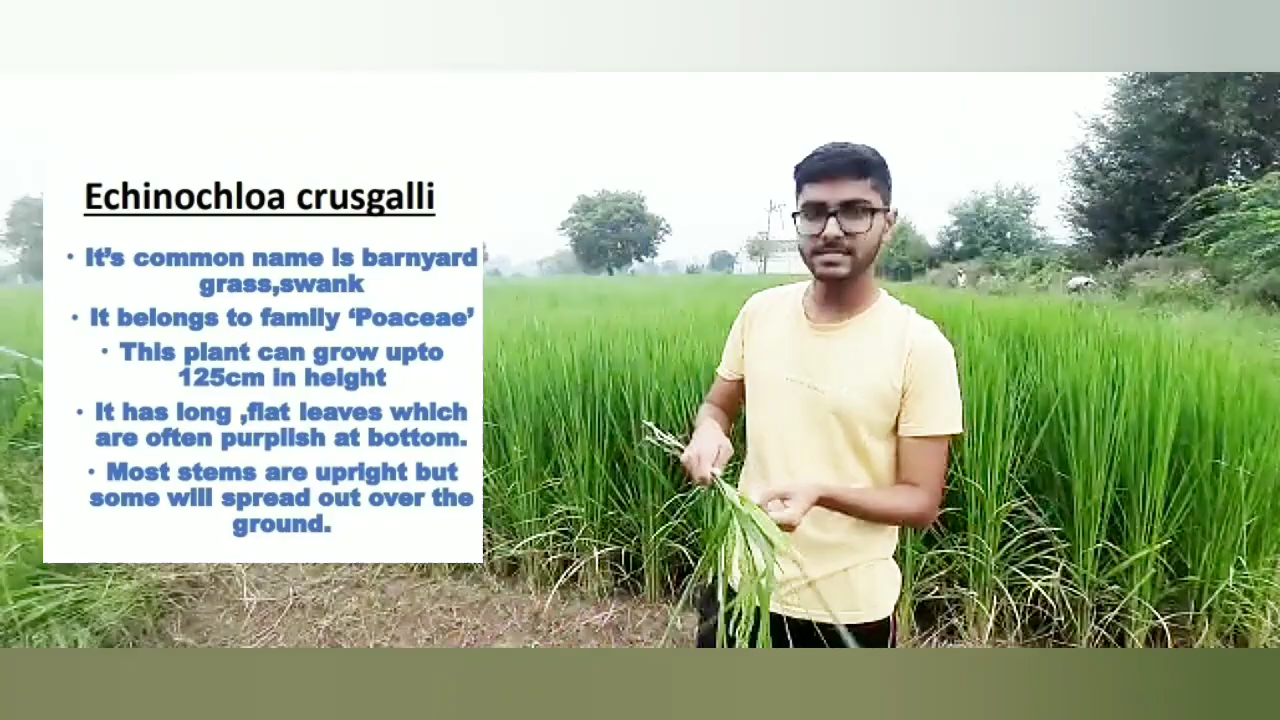 Echinochloa crusgalli
• It's common name is barnyard
grass,swank
• It belongs to family ‘Poaceae’
• This plant can grow upto
125cm in height
• It has long ,flat leaves which
are often purplish at bottom.
• Most stems are upright but
some will spread out over the
ground.